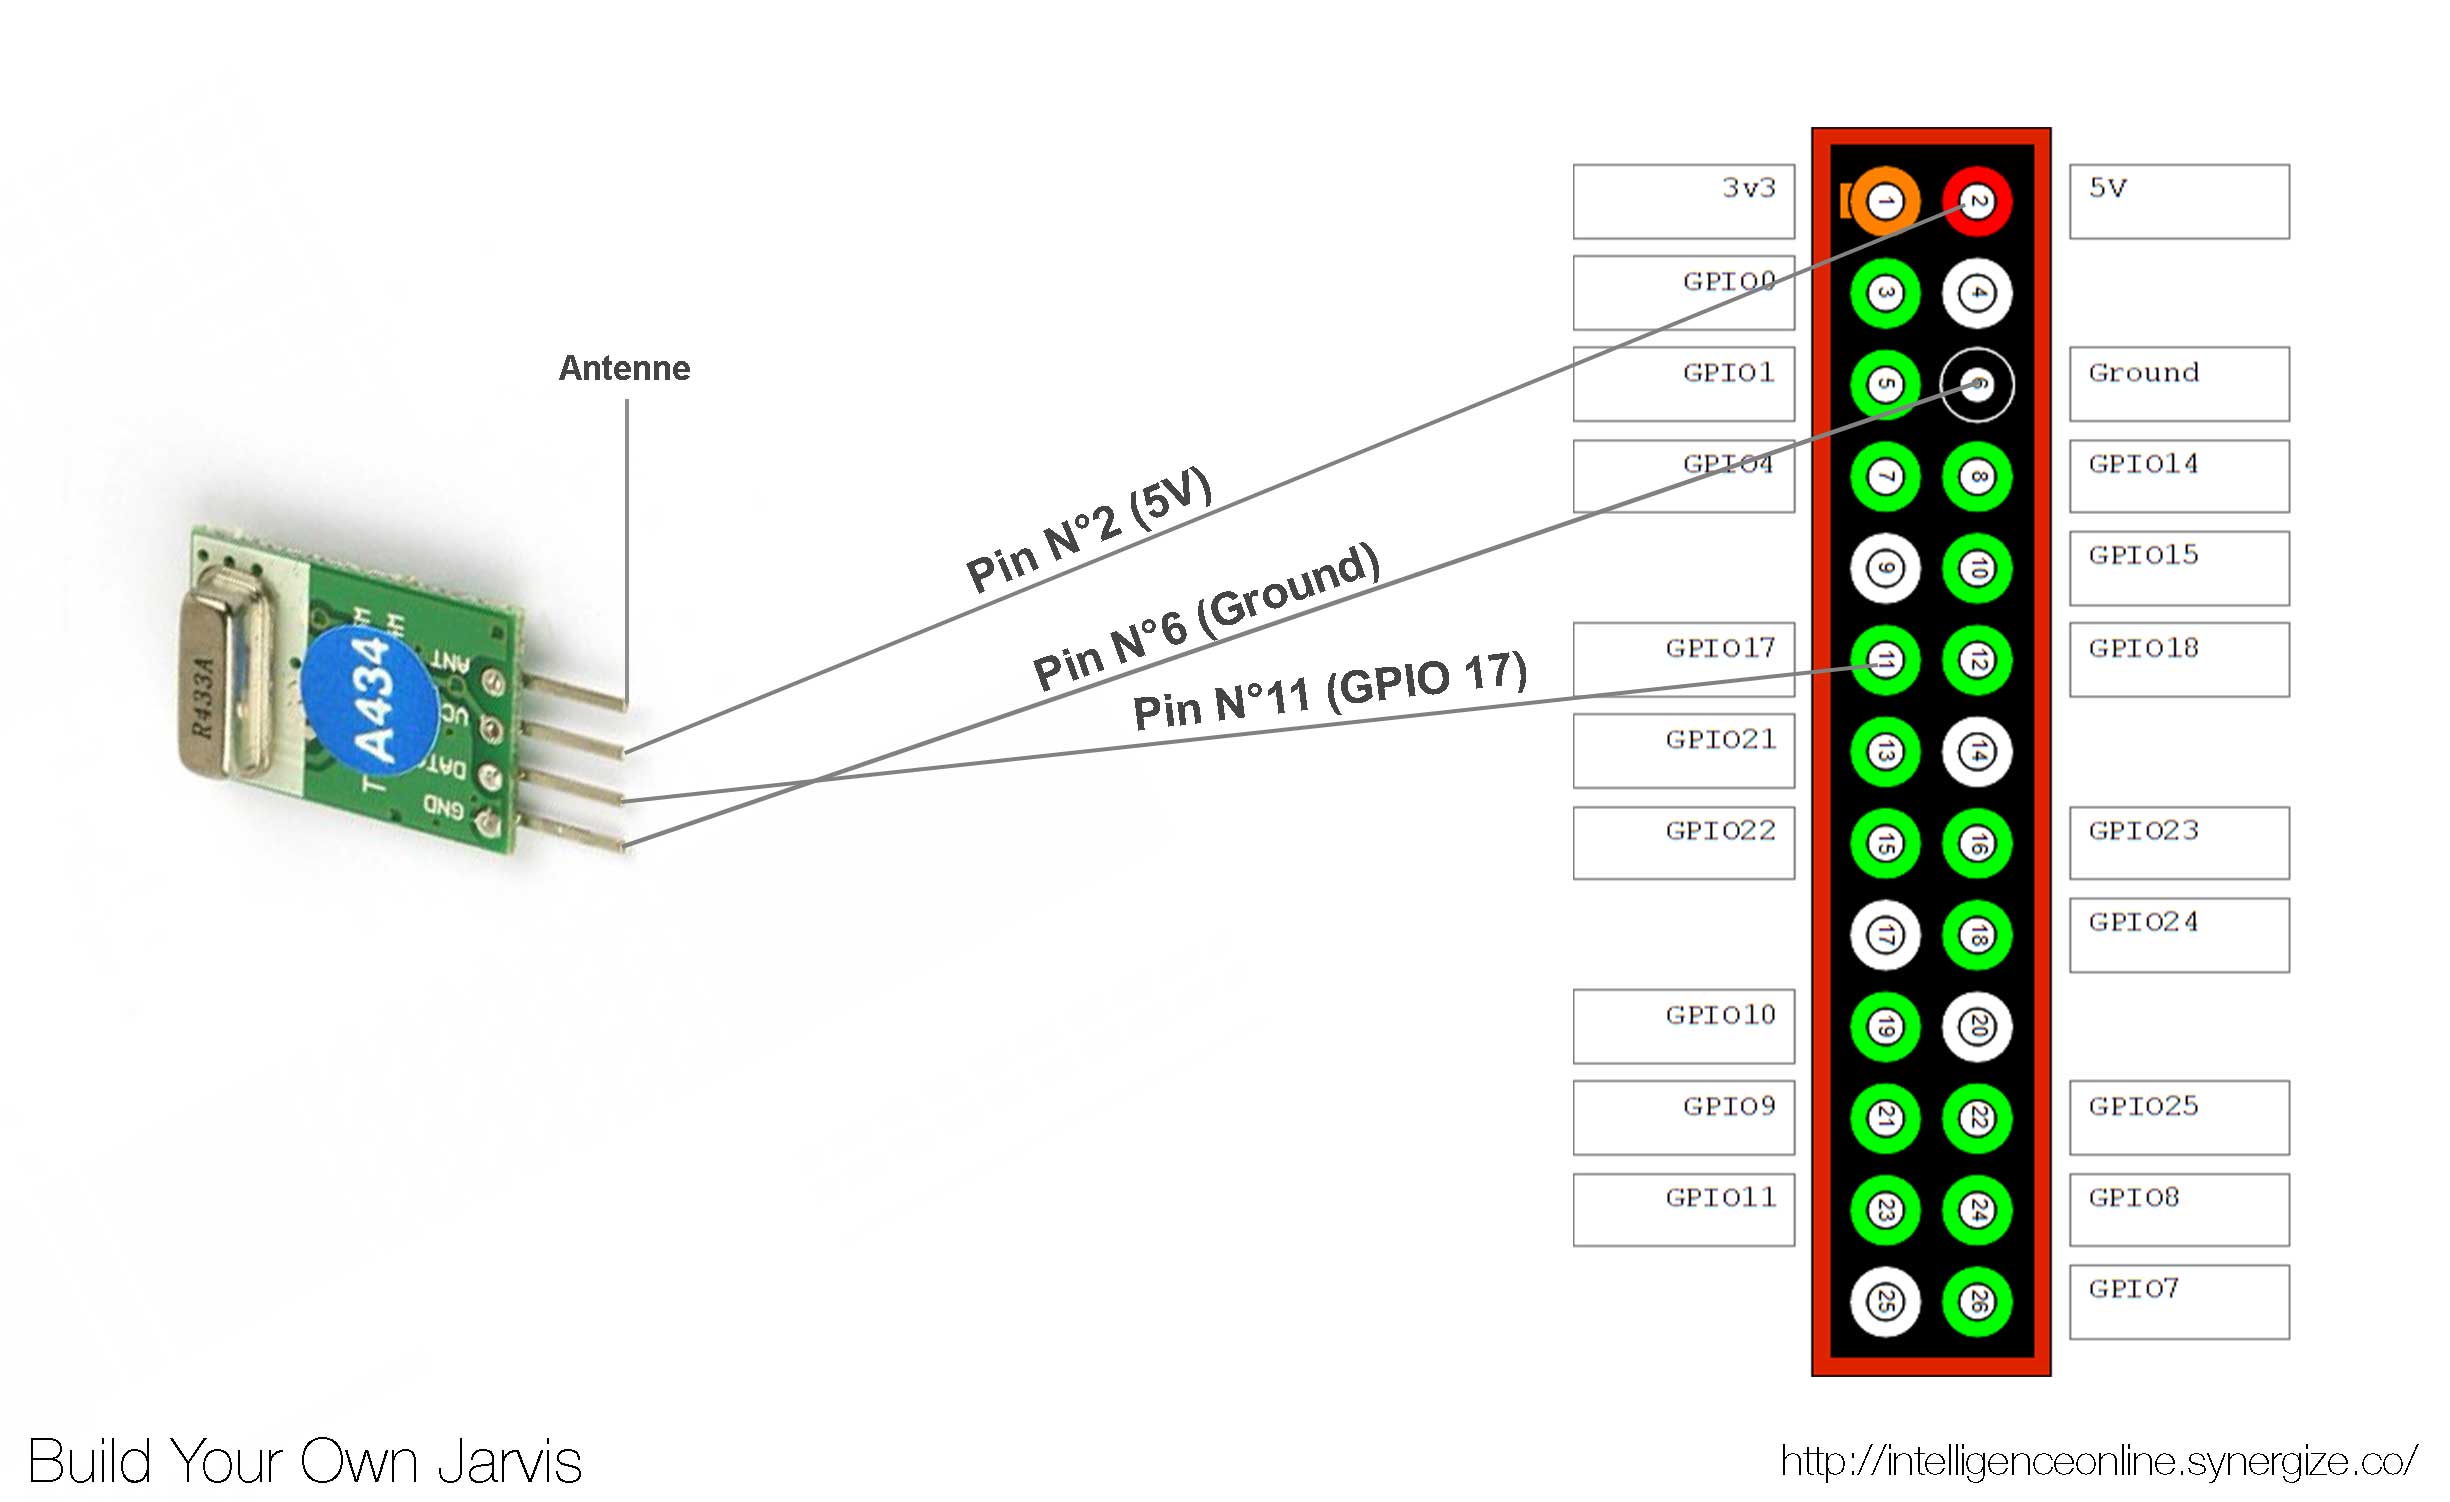 3v3
1
2
5V
GPIO0
3
4
Antenne
GPIO1
5
6
Ground
GPIO4
7
8
GPIO14
Pin N°2 (5V)
9
10
GPIO15
Pin N°6 (Ground)
GPIO17
11
12
GPIO18
Pin N°11 (GPIO 17)
ANT
A434
R433A
DATA
GND
GPIO21
13
14
GPIO22
15
16
GPIO23
17
18
GPIO24
GPIO10
19
20
GPIO9
21
22
GPIO25
GPIO11
23
24
GPIO8
25
26
GPIO7
Build Your Own Jarvis
http://intelligenceonline.synergize.co/